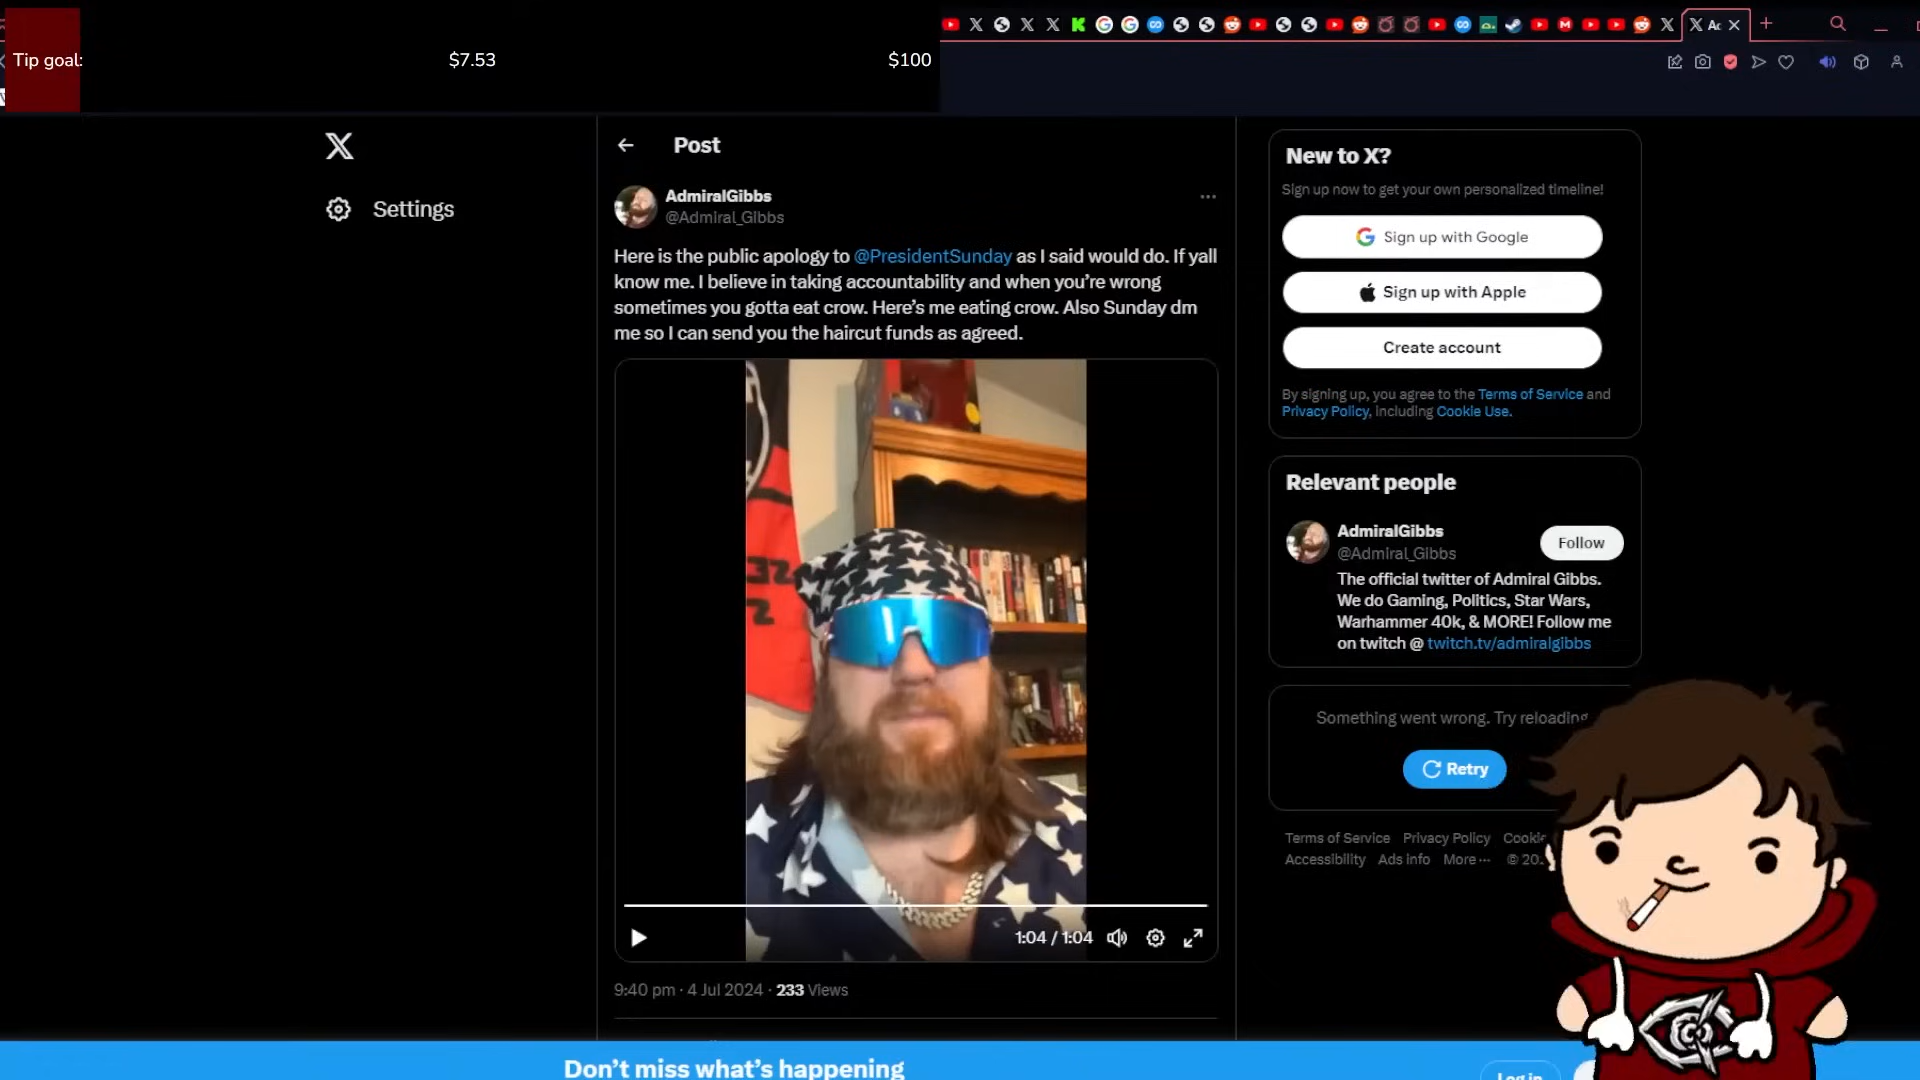 Tip goal:
$7.53
$100
Ac
Post
Settings
AdmiralGibbs
@Admiral_Gibbs
Here is the public apology to @PresidentSunday as I said would do. If yall
know me. I believe in taking accountability and when you're wrong
sometimes you gotta eat crow. Here's me eating crow. Also Sunday dm
me so I can send you the haircut funds as agreed.
1:04 / 1:04
9:40 pm · 4 Jul 2024 · 233 Views
New to X?
Sign up now to get your own personalized timeline!
Sign up with Google
Sign up with Apple
Create account
By signing up, you agree to the Terms of Service and
Privacy Policy, including Cookie Use.
Relevant people
AdmiralGibbs
@Admiral_Gibbs
Follow
The official twitter of Admiral Gibbs.
We do Gaming, Politics, Star Wars,
Warhammer 40k, & MORE! Follow me
on twitch @ twitch.tv/admiralgibbs
Something went wrong. Try reloading
Retry
Terms of Service Privacy Policy Cookie
Accessibility Ads info More ··· © 20
Don't miss what's happening
Log in